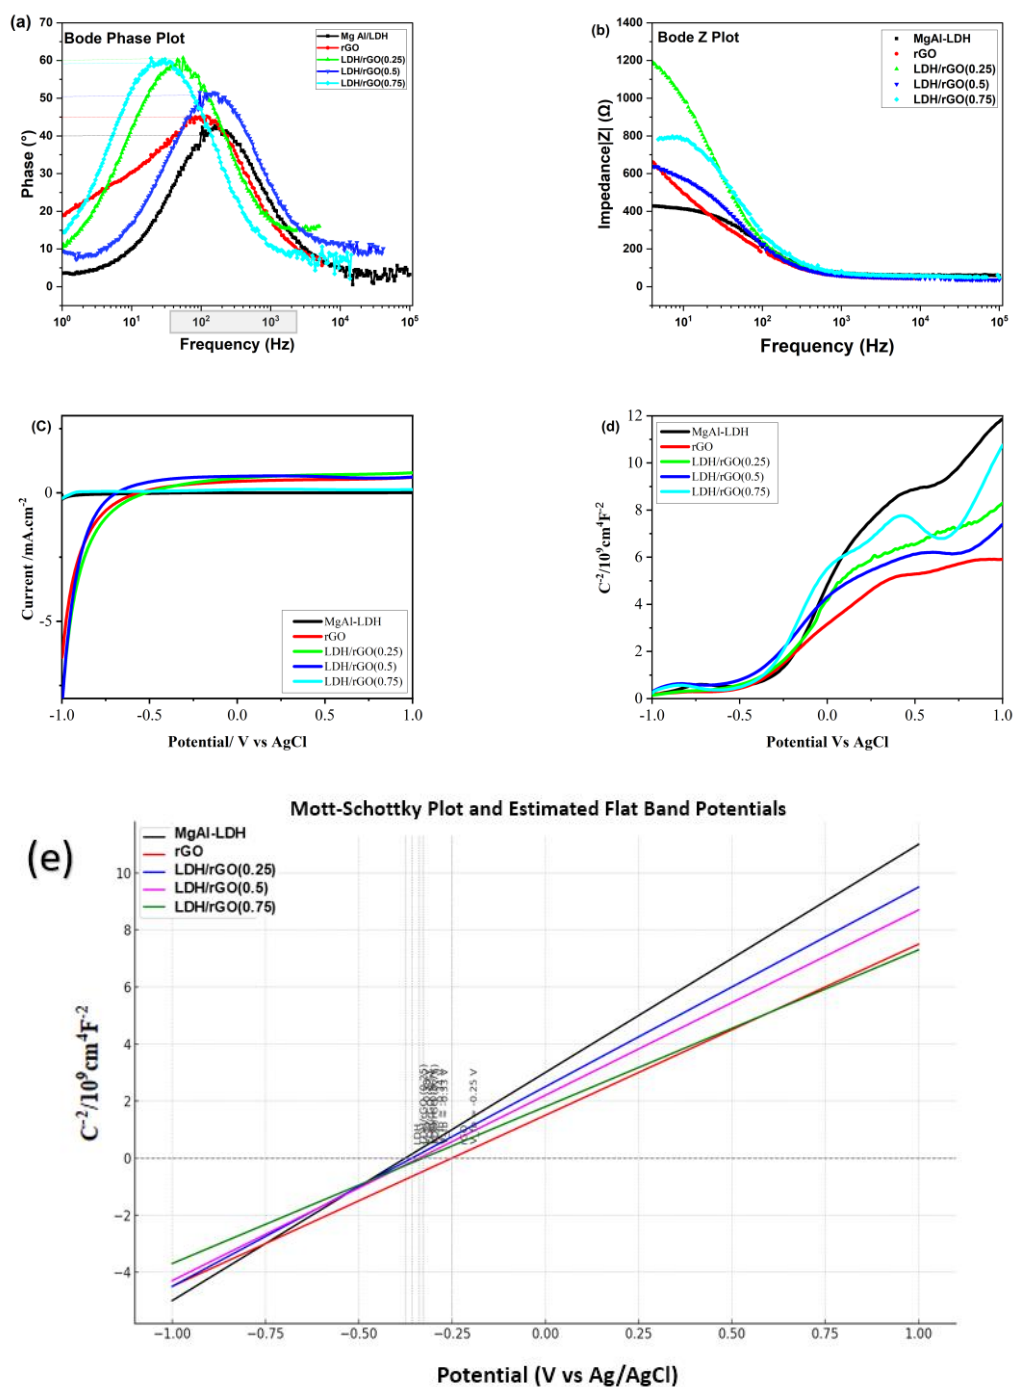 (a)
Bode Phase Plot
Mg Al/LDH
rGO
LDH/rGO(0.25)
LDH/rGO(0.5)
LDH/rGO(0.75)
70
60
50
40
30
20
10
0
Phase (°)
10⁰ 10¹ 10² 10³ 10⁴ 10⁵
Frequency (Hz)
(b)
Bode Z Plot
MgAl-LDH
rGO
LDH/rGO(0.25)
LDH/rGO(0.5)
LDH/rGO(0.75)
1400
1200
1000
800
600
400
200
0
Impedance|Z| (Ω)
10¹ 10² 10³ 10⁴ 10⁵
Frequency (Hz)
(C)
0
-5
Current /mA.cm⁻²
MgAl-LDH
rGO
LDH/rGO(0.25)
LDH/rGO(0.5)
LDH/rGO(0.75)
-1.0 -0.5 0.0 0.5 1.0
Potential/ V vs AgCl
(d)
MgAl-LDH
rGO
LDH/rGO(0.25)
LDH/rGO(0.5)
LDH/rGO(0.75)
12
10
8
6
4
2
0
C⁻²/10⁹cm⁴F⁻²
-1.0 -0.5 0.0 0.5 1.0
Potential Vs AgCl
Mott-Schottky Plot and Estimated Flat Band Potentials
(e)
MgAl-LDH
rGO
LDH/rGO(0.25)
LDH/rGO(0.5)
LDH/rGO(0.75)
10
8
6
4
2
0
−2
−4
C⁻²/10⁹cm⁴F⁻²
LDH
-0.25 V
−1.00 −0.75 −0.50 −0.25 0.00 0.25 0.50 0.75 1.00
Potential (V vs Ag/AgCl)